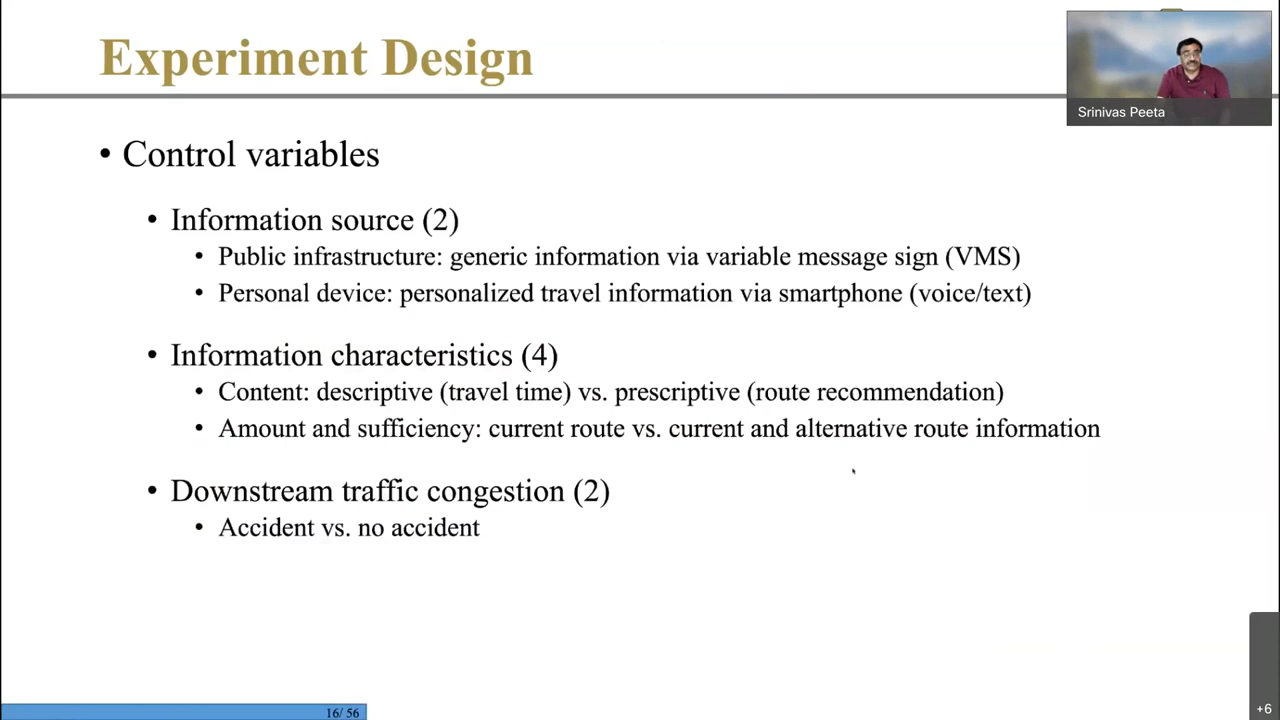 Experiment Design
Srinivas Peeta
• Control variables
• Information source (2)
• Public infrastructure: generic information via variable message sign (VMS)
• Personal device: personalized travel information via smartphone (voice/text)
• Information characteristics (4)
• Content: descriptive (travel time) vs. prescriptive (route recommendation)
• Amount and sufficiency: current route vs. current and alternative route information
• Downstream traffic congestion (2)
• Accident vs. no accident
16/ 56
+6